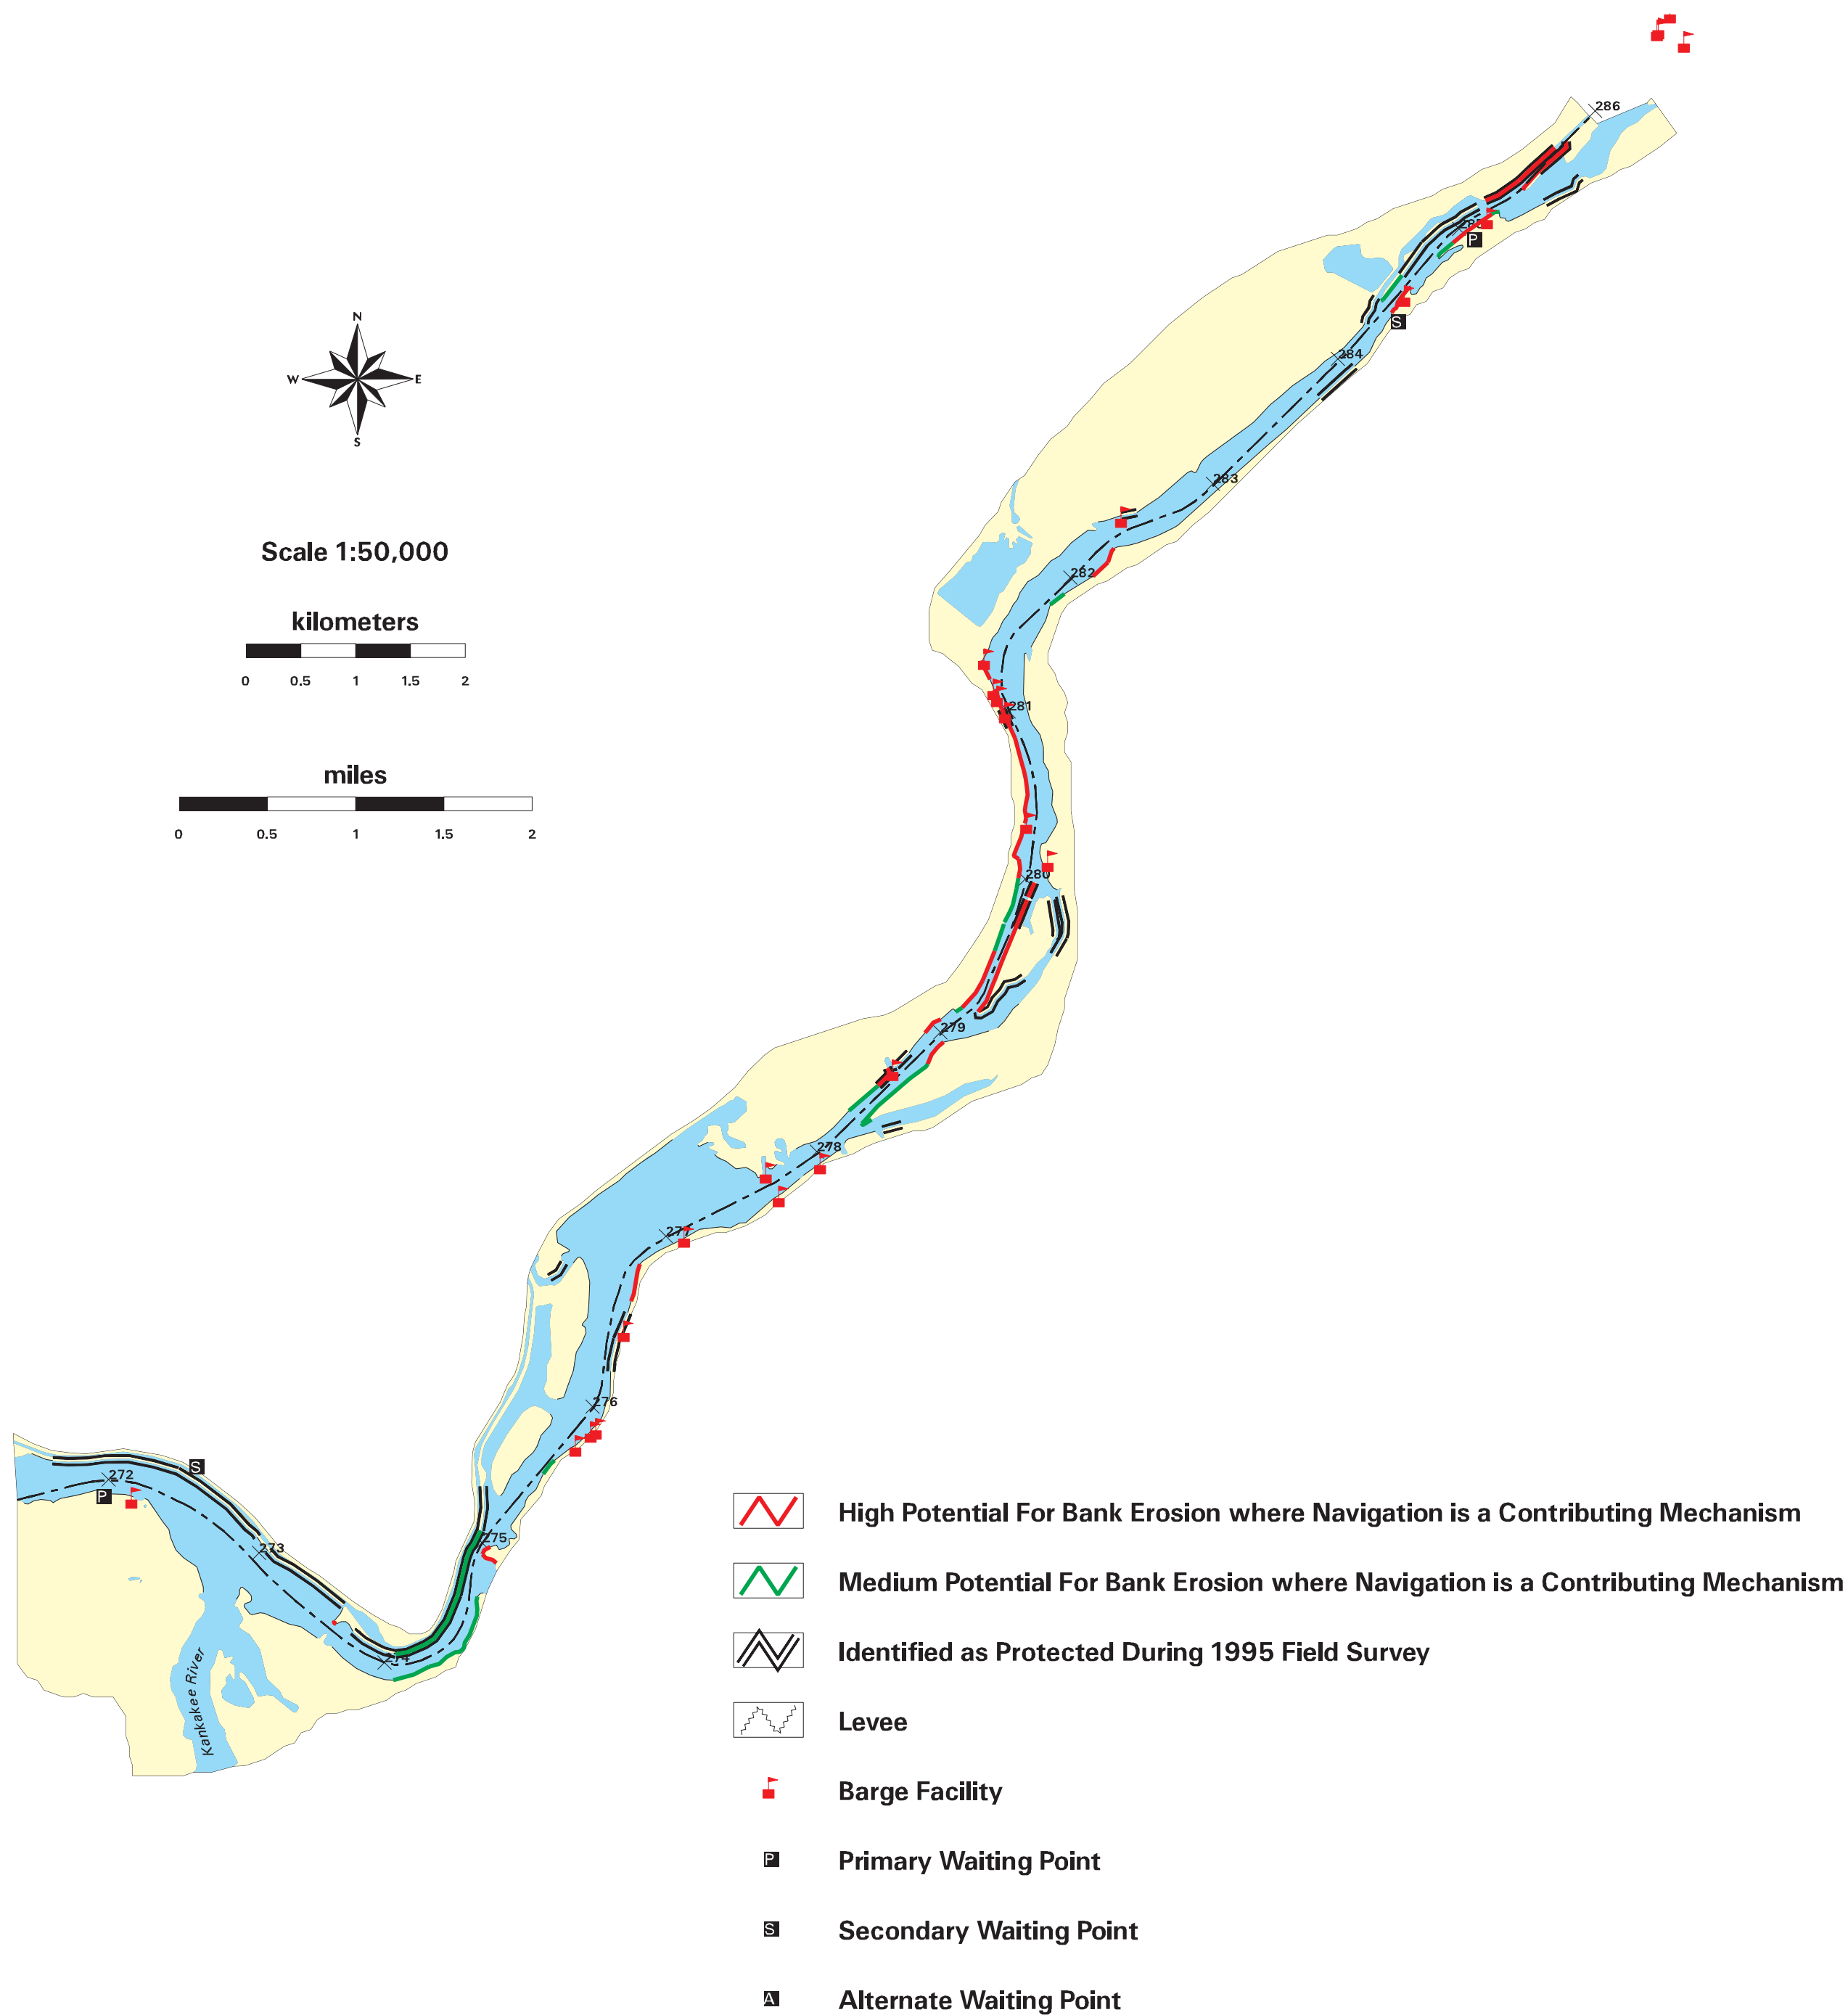 286
285
P
S
284
N
W E
S
283
Scale 1:50,000
282
kilometers
0 0.5 1 1.5 2
281
miles
0 0.5 1 1.5 2
280
279
278
277
276
S
272
P
275
273
274
Kankakee River
High Potential For Bank Erosion where Navigation is a Contributing Mechanism
Medium Potential For Bank Erosion where Navigation is a Contributing Mechanism
Identified as Protected During 1995 Field Survey
Levee
Barge Facility
P Primary Waiting Point
S Secondary Waiting Point
A Alternate Waiting Point